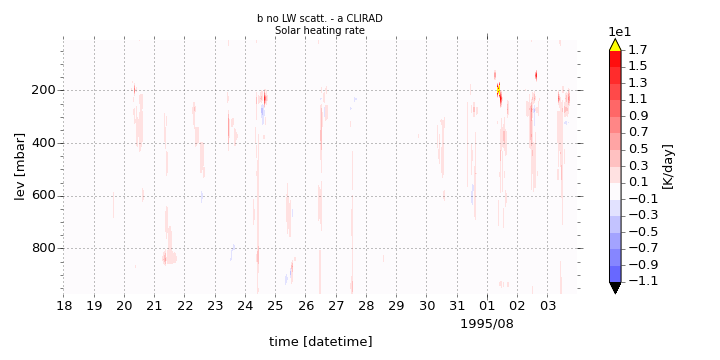 b no LW scatt. - a CLIRAD
Solar heating rate
1e1
1.7
1.5
1.3
1.1
0.9
0.7
0.5
0.3
0.1
−0.1
−0.3
−0.5
−0.7
−0.9
−1.1
[K/day]
lev [mbar]
200
400
600
800
18 19 20 21 22 23 24 25 26 27 28 29 30 31 01 02 03
1995/08
time [datetime]